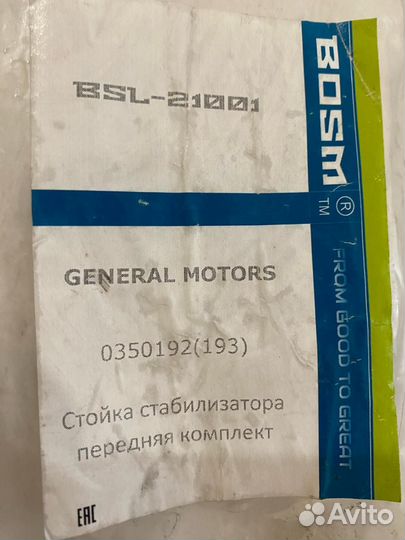 BSL-21001
BOSM
®
TM
FROM GOOD TO GREAT
GENERAL MOTORS
0350192(193)
Стойка стабилизатора
передняя комплект
EAC
Avito